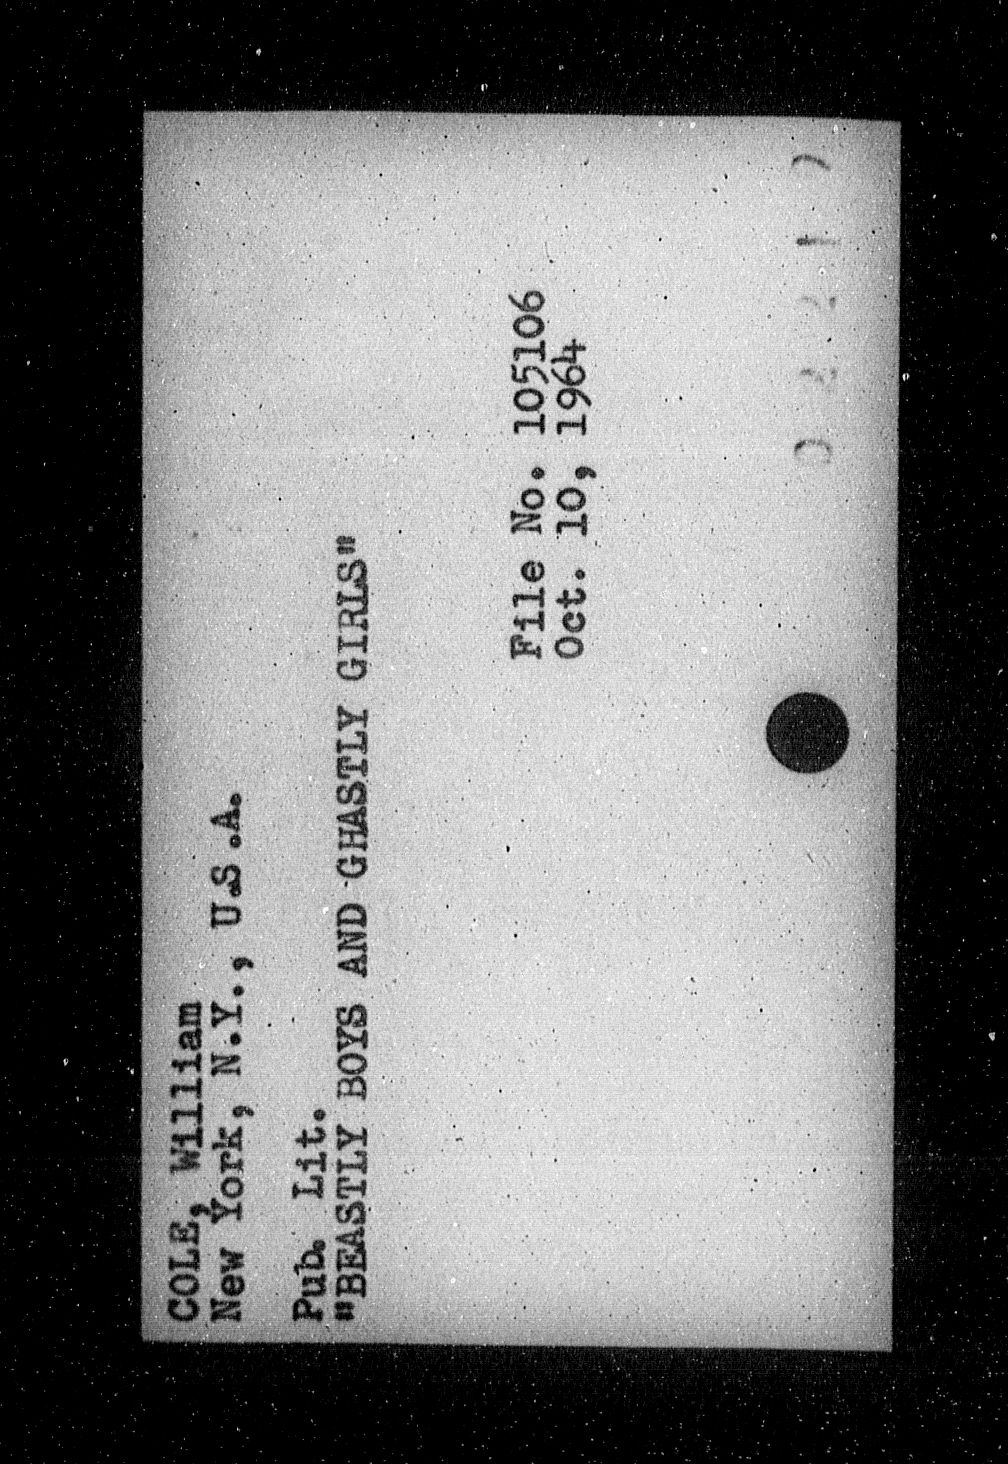 COLE, William
New York, N.Y., U.S.A.
Pub. Lit.
"BEASTLY BOYS AND GHASTLY GIRLS"
File No. 105106
Oct. 10, 1964